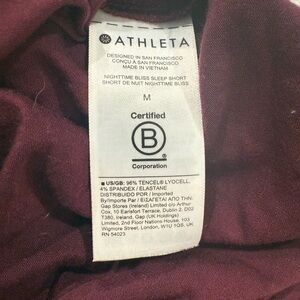 ATHLETA
DESIGNED IN SAN FRANCISCO
CONÇU À SAN FRANCISCO
MADE IN VIETNAM
NIGHTTIME BLISS SLEEP SHORT
SHORT DE NUIT NIGHTTIME BLISS
M
Certified
B
Corporation
■ US/GB: 96% TENCEL® LYOCELL,
4% SPANDEX / ELASTANE
DISTRIBUIDO POR / Imported
By/Importé Par / ΕΙΣΑΓΕΤΑΙ ΑΠΟ ΤΗΝ:
Gap Stores (Ireland) Limited c/o Arthur
Cox, 10 Earlsfort Terrace, Dublin 2, D02
T380, Ireland, Gap (UK Holdings)
Limited, 2nd Floor Nations House, 103
Wigmore Street, London, W1U 1QS, UK
RN 54023